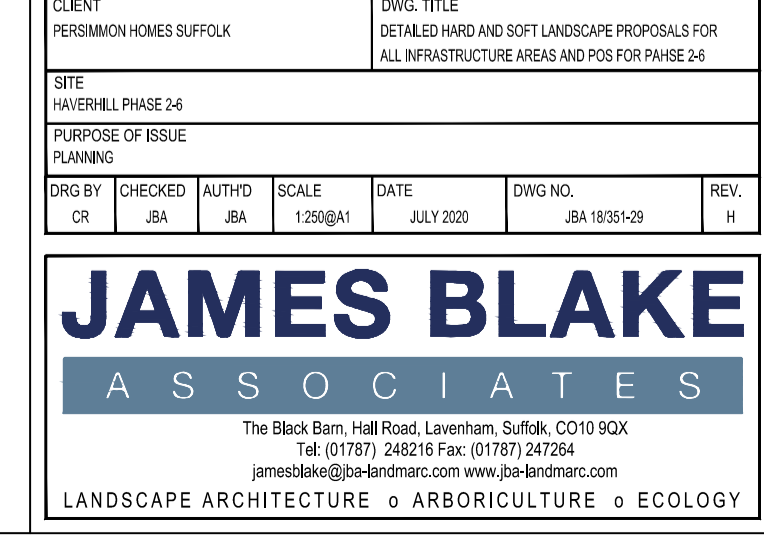 CLIENT
PERSIMMON HOMES SUFFOLK
DWG. TITLE
DETAILED HARD AND SOFT LANDSCAPE PROPOSALS FOR
ALL INFRASTRUCTURE AREAS AND POS FOR PAHSE 2-6
SITE
HAVERHILL PHASE 2-6
PURPOSE OF ISSUE
PLANNING
DRG BY CHECKED AUTH'D SCALE DATE DWG NO. REV.
CR JBA JBA 1:250@A1 JULY 2020 JBA 18/351-29 H
JAMES BLAKE
ASSOCIATES
The Black Barn, Hall Road, Lavenham, Suffolk, CO10 9QX
Tel: (01787) 248216 Fax: (01787) 247264
jamesblake@jba-landmarc.com www.jba-landmarc.com
LANDSCAPE ARCHITECTURE o ARBORICULTURE o ECOLOGY